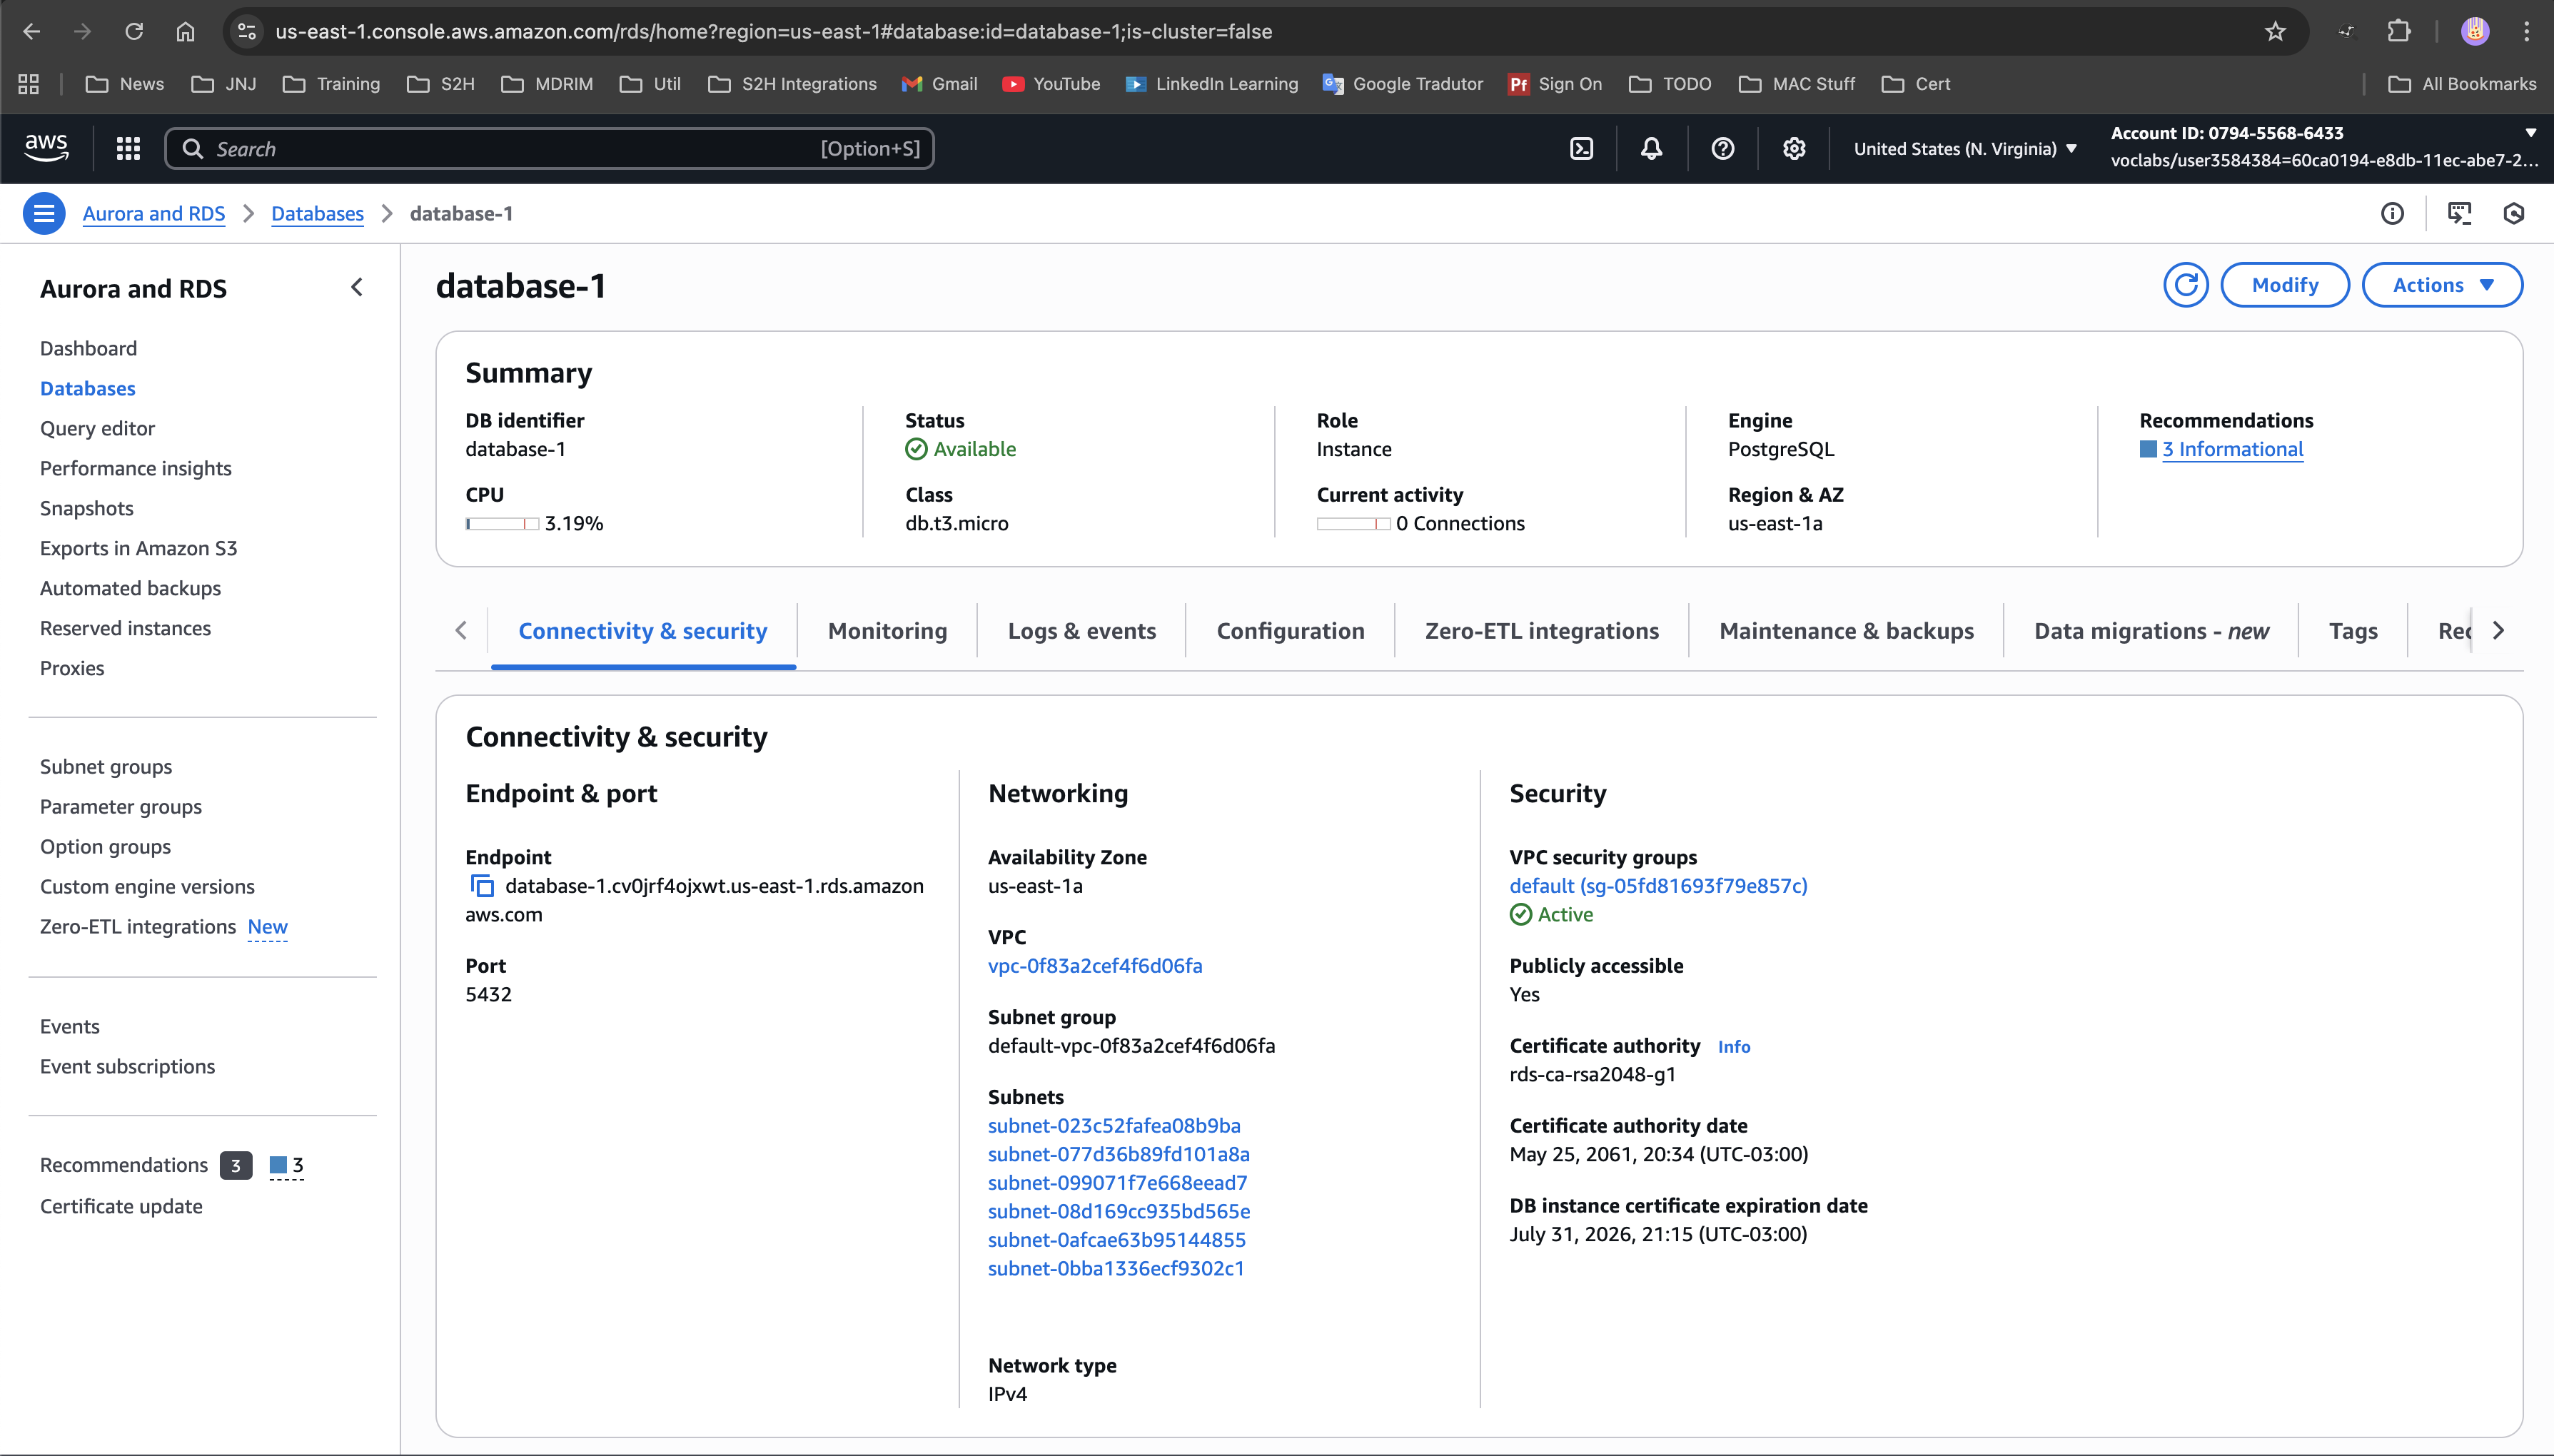 us-east-1.console.aws.amazon.com/rds/home?region=us-east-1#database:id=database-1;is-cluster=false
News
JNJ
Training
S2H
MDRIM
Util
S2H Integrations
Gmail
YouTube
LinkedIn Learning
Google Tradutor
Pf Sign On
TODO
MAC Stuff
Cert
All Bookmarks
aws
Search
[Option+S]
United States (N. Virginia)
Account ID: 0794-5568-6433
voclabs/user3584384=60ca0194-e8db-11ec-abe7-2...
Aurora and RDS
Databases
database-1
Aurora and RDS
Dashboard
Databases
Query editor
Performance insights
Snapshots
Exports in Amazon S3
Automated backups
Reserved instances
Proxies
Subnet groups
Parameter groups
Option groups
Custom engine versions
Zero-ETL integrations New
Events
Event subscriptions
Recommendations 3 3
Certificate update
database-1
Modify
Actions
Summary
DB identifier
database-1
CPU
3.19%
Status
Available
Class
db.t3.micro
Role
Instance
Current activity
0 Connections
Engine
PostgreSQL
Region & AZ
us-east-1a
Recommendations
3 Informational
Connectivity & security
Monitoring
Logs & events
Configuration
Zero-ETL integrations
Maintenance & backups
Data migrations - new
Tags
Connectivity & security
Endpoint & port
Endpoint
database-1.cv0jrf4ojxwt.us-east-1.rds.amazon
aws.com
Port
5432
Networking
Availability Zone
us-east-1a
VPC
vpc-0f83a2cef4f6d06fa
Subnet group
default-vpc-0f83a2cef4f6d06fa
Subnets
subnet-023c52fafea08b9ba
subnet-077d36b89fd101a8a
subnet-099071f7e668eead7
subnet-08d169cc935bd565e
subnet-0afcae63b95144855
subnet-0bba1336ecf9302c1
Network type
IPv4
Security
VPC security groups
default (sg-05fd81693f79e857c)
Active
Publicly accessible
Yes
Certificate authority Info
rds-ca-rsa2048-g1
Certificate authority date
May 25, 2061, 20:34 (UTC-03:00)
DB instance certificate expiration date
July 31, 2026, 21:15 (UTC-03:00)